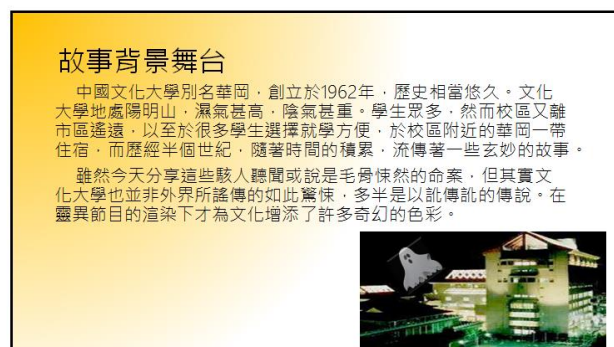 故事背景舞台
中國文化大學別名華岡，創立於1962年，歷史相當悠久。文化
大學地處陽明山，濕氣甚高，陰氣甚重。學生眾多，然而校區又離
市區遙遠，以至於很多學生選擇就學方便，於校區附近的華岡一帶
住宿，而歷經半個世紀，隨著時間的積累，流傳著一些玄妙的故事。
雖然今天分享這些駭人聽聞或說是毛骨悚然的命案，但其實文
化大學也並非外界所謠傳的如此驚悚，多半是以訛傳訛的傳說。在
靈異節目的渲染下才為文化增添了許多奇幻的色彩。